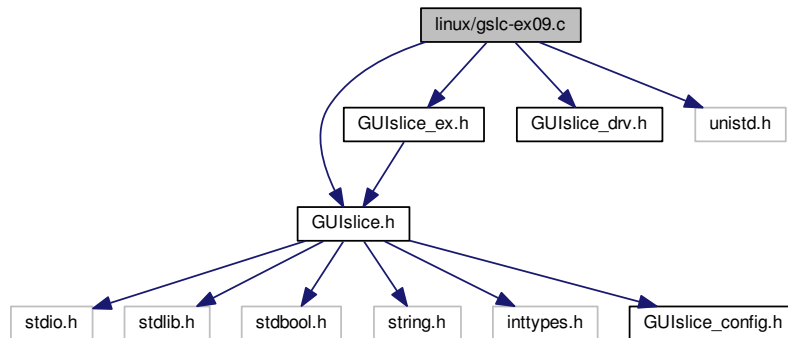 linux/gslc-ex09.c
GUIslice_ex.h
GUIslice_drv.h
unistd.h
GUIslice.h
stdio.h
stdlib.h
stdbool.h
string.h
inttypes.h
GUIslice_config.h